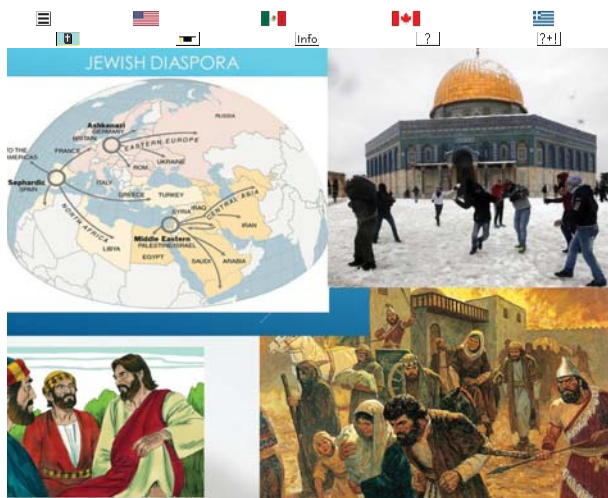 Info
?
?+!
JEWISH DIASPORA
Ashkenazi
GERMANY
BRITAIN
RUSSIA
EASTERN EUROPE
FRANCE
UKRAINE
ROM.
TO THE
AMERICAS
ITALY
Sephardic
SPAIN
GREECE
TURKEY
NORTH AFRICA
SYRIA
IRAQ
CENTRAL ASIA
IRAN
Middle Eastern
PALESTINE/ISRAEL
LIBYA
EGYPT
SAUDI
ARABIA